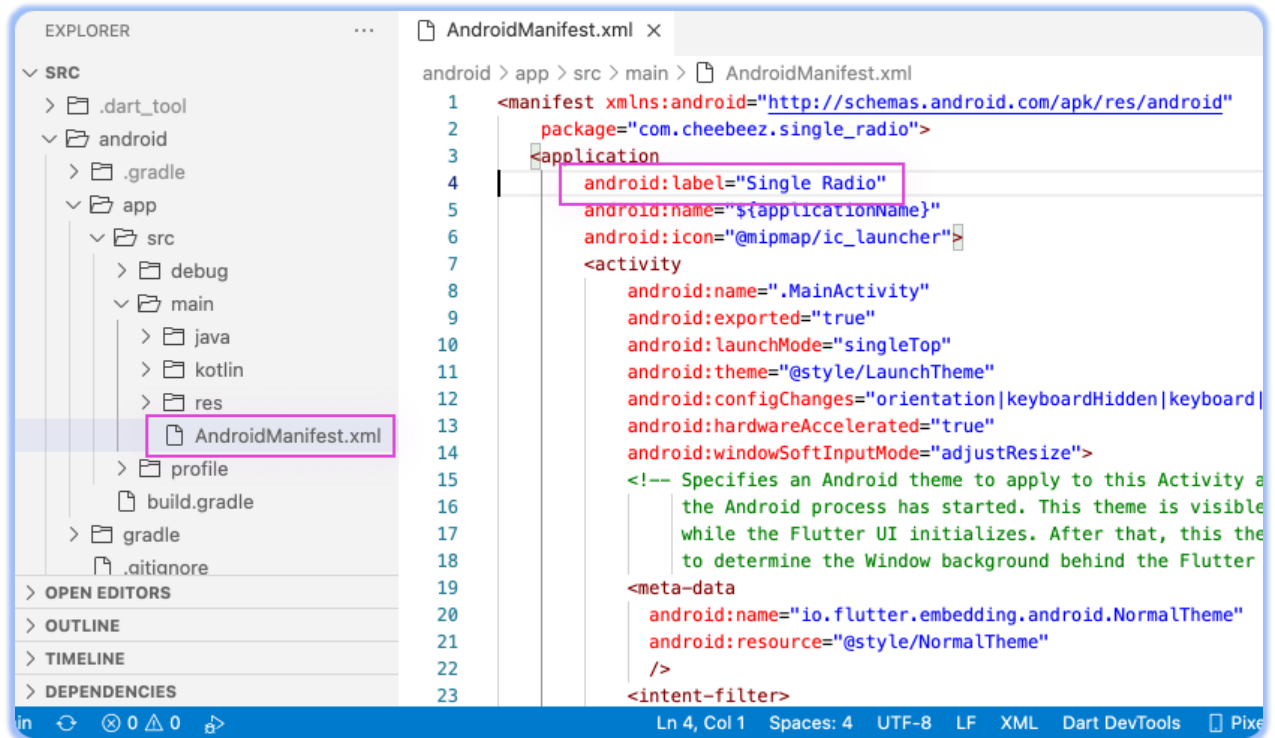 EXPLORER
SRC
.dart_tool
android
.gradle
app
src
debug
main
java
kotlin
res
AndroidManifest.xml
profile
build.gradle
gradle
.gitignore
OPEN EDITORS
OUTLINE
TIMELINE
DEPENDENCIES
AndroidManifest.xml
android > app > src > main > AndroidManifest.xml
1 <manifest xmlns:android="http://schemas.android.com/apk/res/android"
2 package="com.cheebeez.single_radio">
3 <application
4 android:label="Single Radio"
5 android:name="${applicationName}"
6 android:icon="@mipmap/ic_launcher">
7 <activity
8 android:name=".MainActivity"
9 android:exported="true"
10 android:launchMode="singleTop"
11 android:theme="@style/LaunchTheme"
12 android:configChanges="orientation|keyboardHidden|keyboard|
13 android:hardwareAccelerated="true"
14 android:windowSoftInputMode="adjustResize">
15 <!-- Specifies an Android theme to apply to this Activity a
16 the Android process has started. This theme is visible
17 while the Flutter UI initializes. After that, this the
18 to determine the Window background behind the Flutter
19 <meta-data
20 android:name="io.flutter.embedding.android.NormalTheme"
21 android:resource="@style/NormalTheme"
22 />
23 <intent-filter>
in 0 0 Ln 4, Col 1 Spaces: 4 UTF-8 LF XML Dart DevTools Pixe